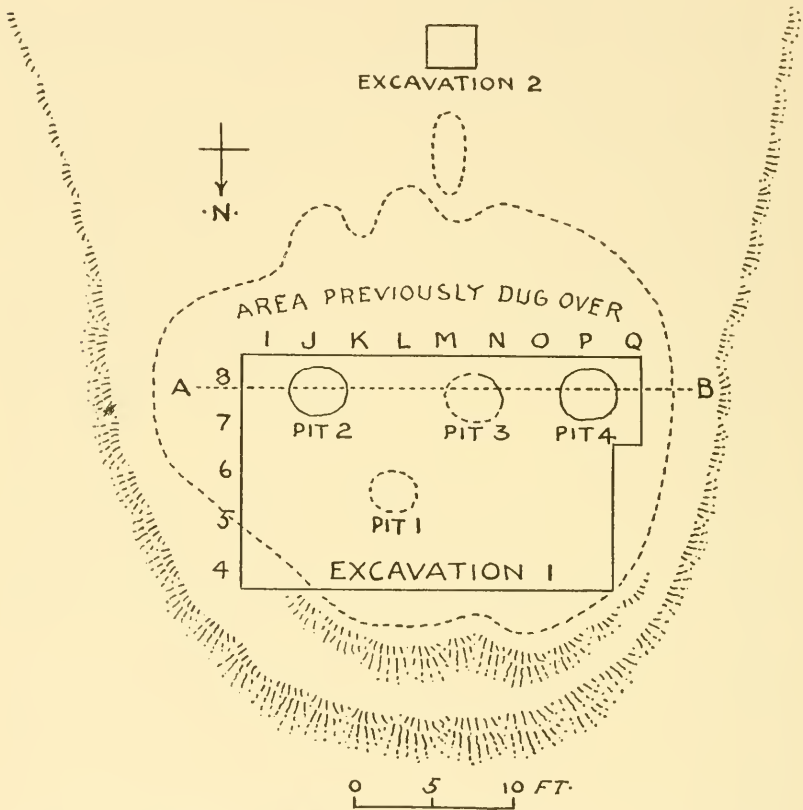 EXCAVATION 2
·N·
AREA PREVIOUSLY DUG OVER
I J K L M N O P Q
A 8 B
7
PIT 2 PIT 3 PIT 4
6
5
PIT 1
4 EXCAVATION 1
0 5 10 FT.